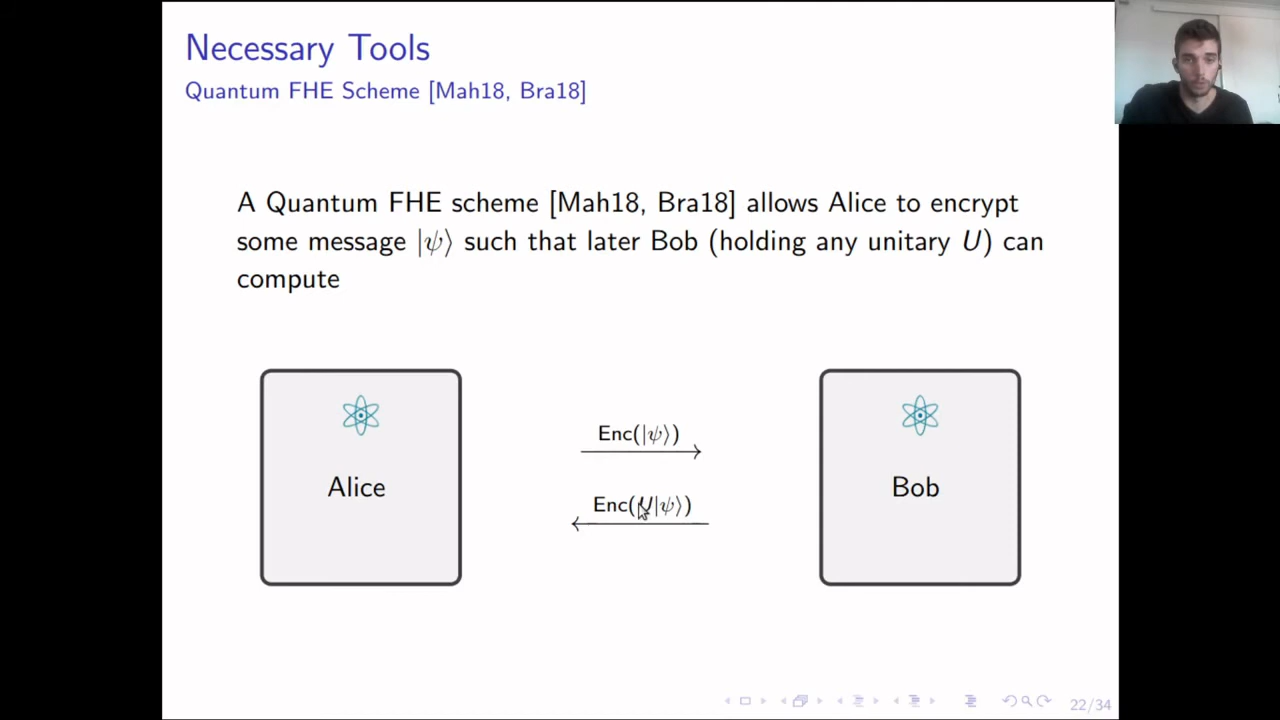 Necessary Tools
Quantum FHE Scheme [Mah18, Bra18]
A Quantum FHE scheme [Mah18, Bra18] allows Alice to encrypt
some message |ψ⟩ such that later Bob (holding any unitary U) can
compute
Enc(|ψ⟩)
Alice
Bob
Enc(U|ψ⟩)
22/34